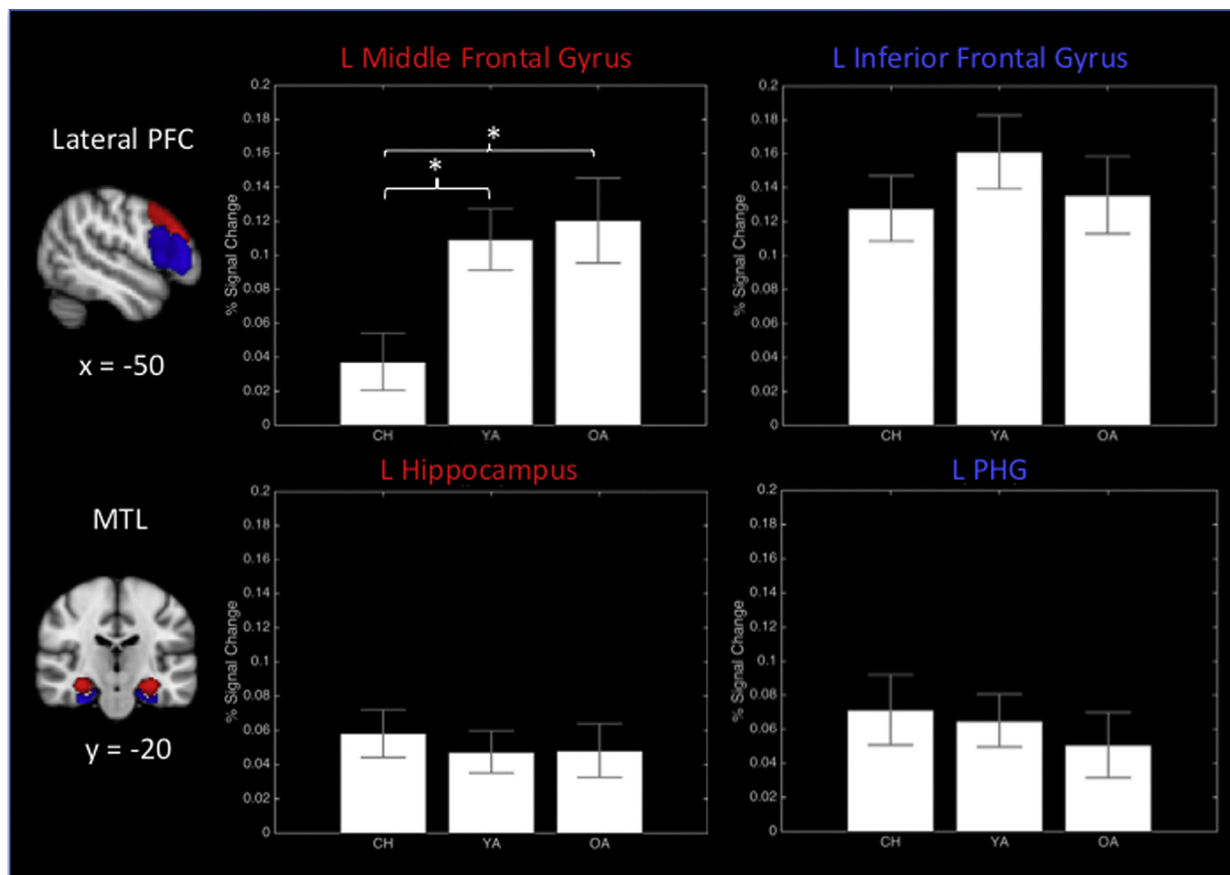 L Middle Frontal Gyrus
L Inferior Frontal Gyrus
Lateral PFC
x = -50
% Signal Change
0.2
0.18
0.16
0.14
0.12
0.1
0.08
0.06
0.04
0.02
0
*
*
CH YA OA
% Signal Change
0.2
0.18
0.16
0.14
0.12
0.1
0.08
0.06
0.04
0.02
0
CH YA OA
L Hippocampus
L PHG
MTL
y = -20
% Signal Change
0.2
0.18
0.16
0.14
0.12
0.1
0.08
0.06
0.04
0.02
0
CH YA OA
% Signal Change
0.2
0.18
0.16
0.14
0.12
0.1
0.08
0.06
0.04
0.02
0
CH YA OA